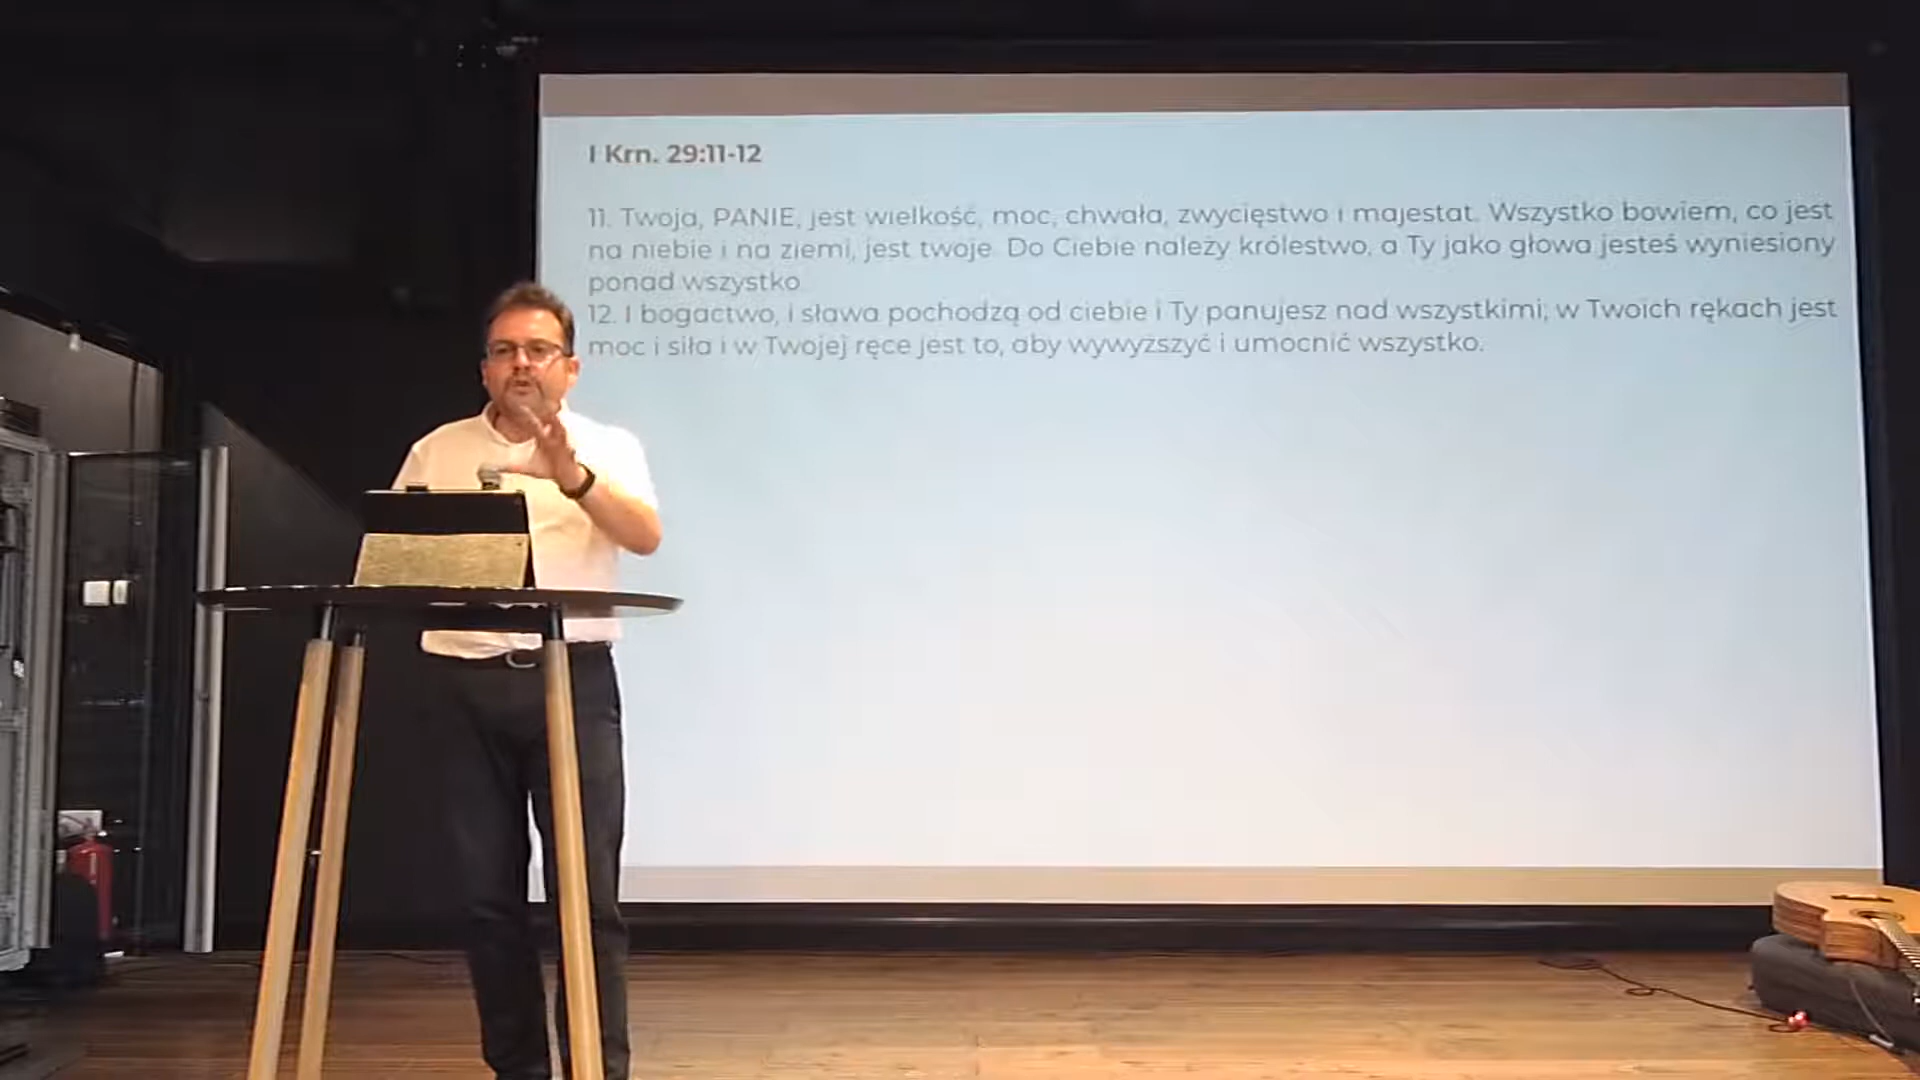 I Krn. 29:11-12
11. Twoja, PANIE, jest wielkość, moc, chwała, zwycięstwo i majestat. Wszystko bowiem, co jest
na niebie i na ziemi, jest twoje. Do Ciebie należy królestwo, a Ty jako głowa jesteś wyniesiony
ponad wszystko.
12. I bogactwo, i sława pochodzą od ciebie i Ty panujesz nad wszystkimi; w Twoich rękach jest
moc i siła i w Twojej ręce jest to, aby wywyższyć i umocnić wszystko.